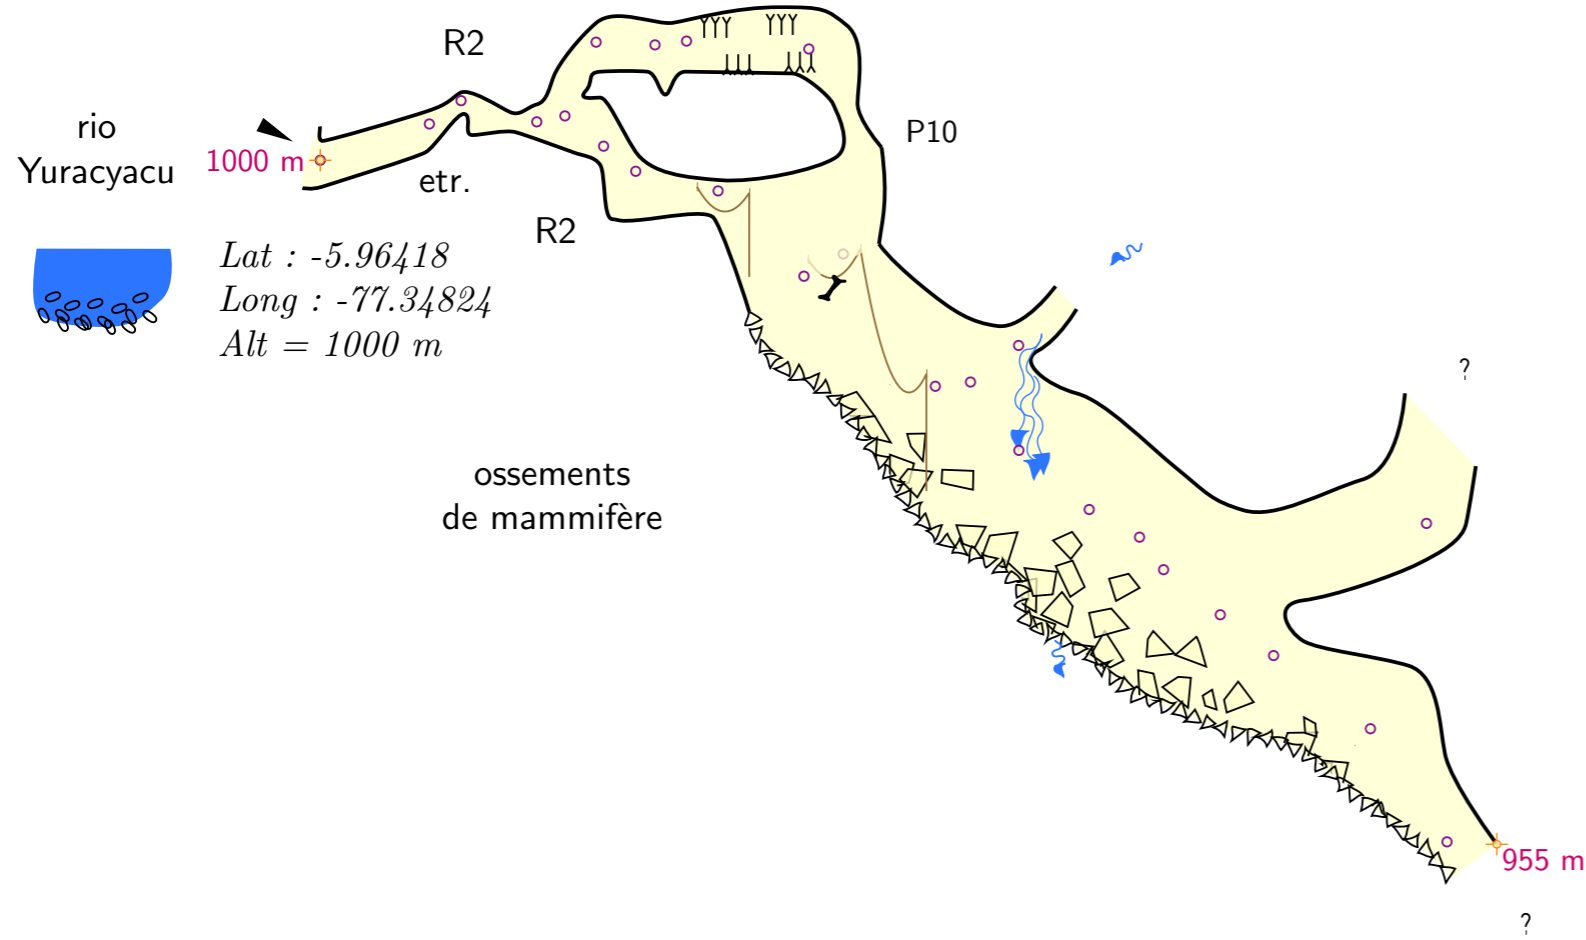 R2
rio
Yuracyacu
1000 m
etr.
P10
R2
Lat : -5.96418
Long : -77.34824
Alt = 1000 m
?
ossements
de mammifère
955 m
?